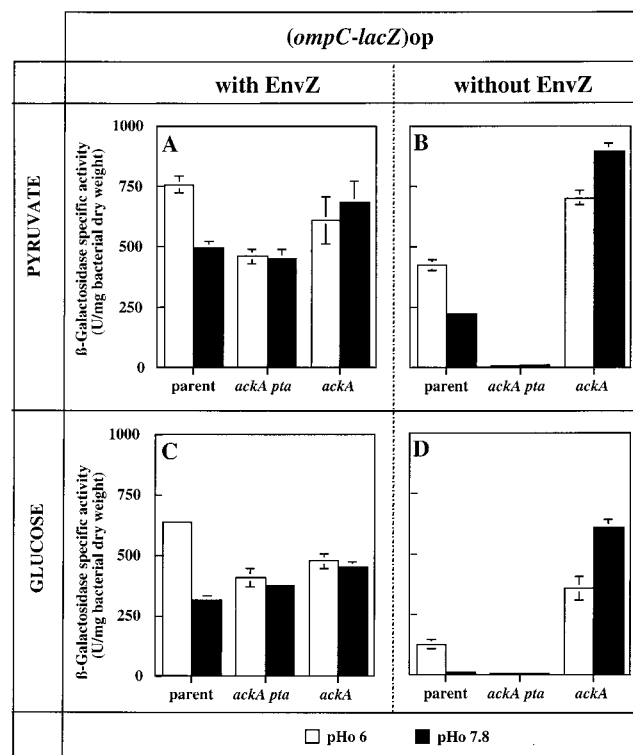 (ompC-lacZ)op
with EnvZ
without EnvZ
PYRUVATE
ß-Galactosidase specific activity
(U/mg bacterial dry weight)
1000
750
500
250
0
A
parent
ackA pta
ackA
B
parent
ackA pta
ackA
GLUCOSE
ß-Galactosidase specific activity
(U/mg bacterial dry weight)
1000
750
500
250
0
C
parent
ackA pta
ackA
D
parent
ackA pta
ackA
pHo 6
pHo 7.8